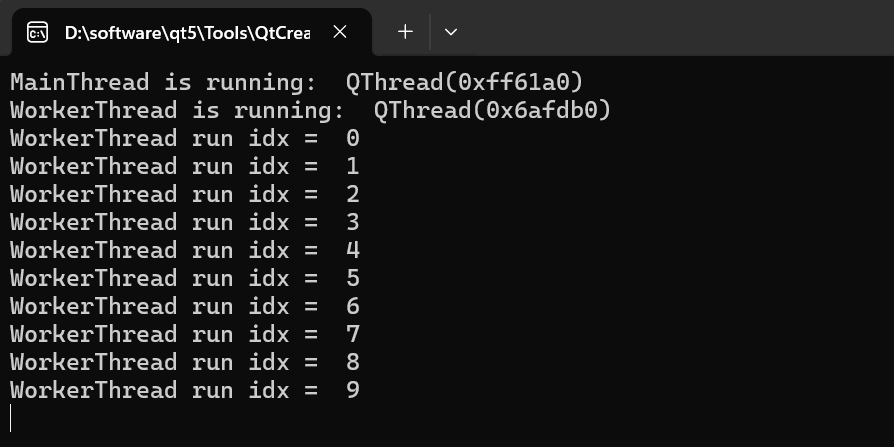 D:\software\qt5\Tools\QtCrea
MainThread is running:  QThread(0xff61a0)
WorkerThread is running:  QThread(0x6afdb0)
WorkerThread run idx =  0
WorkerThread run idx =  1
WorkerThread run idx =  2
WorkerThread run idx =  3
WorkerThread run idx =  4
WorkerThread run idx =  5
WorkerThread run idx =  6
WorkerThread run idx =  7
WorkerThread run idx =  8
WorkerThread run idx =  9